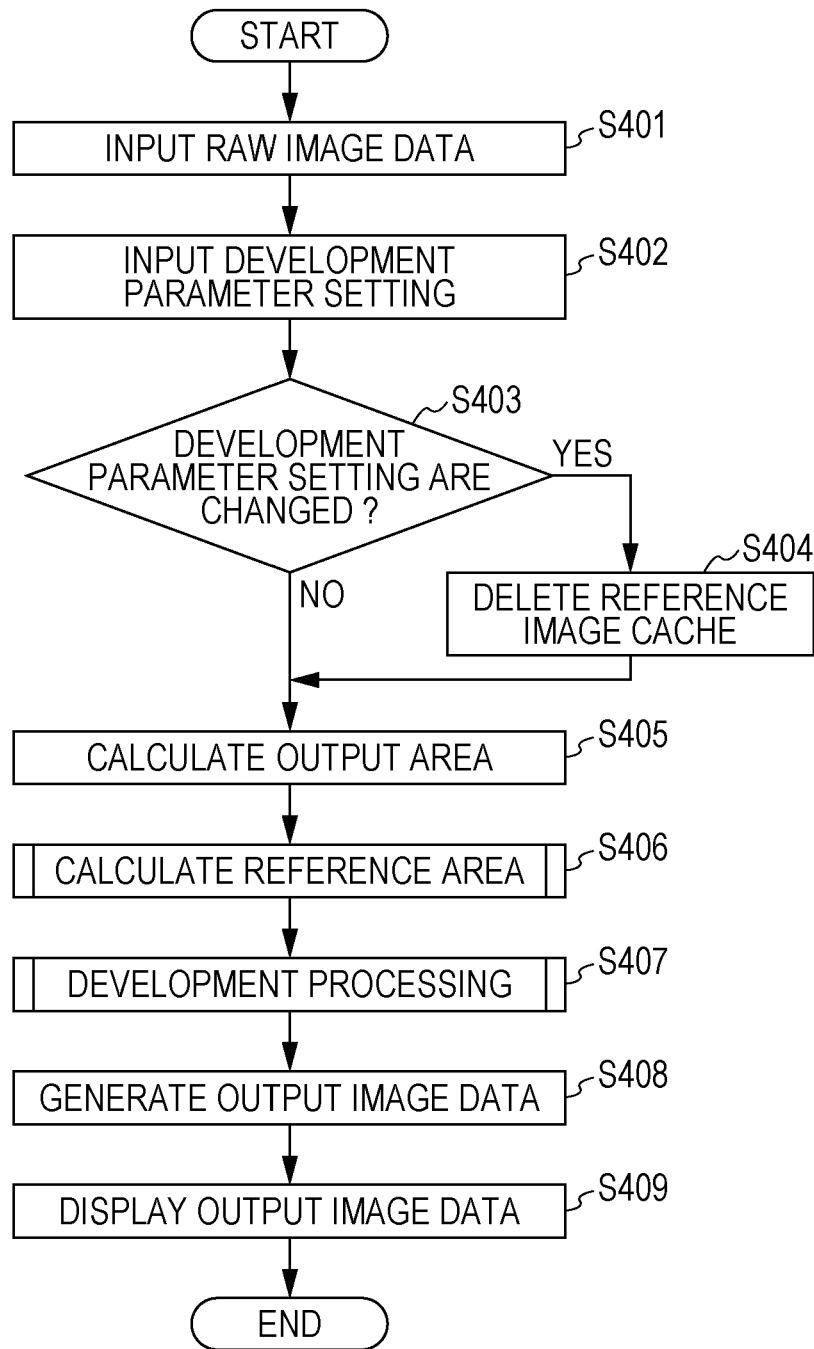 START
INPUT RAW IMAGE DATA
S401
INPUT DEVELOPMENT
PARAMETER SETTING
S402
DEVELOPMENT
PARAMETER SETTING ARE
CHANGED ?
S403
YES
NO
DELETE REFERENCE
IMAGE CACHE
S404
CALCULATE OUTPUT AREA
S405
CALCULATE REFERENCE AREA
S406
DEVELOPMENT PROCESSING
S407
GENERATE OUTPUT IMAGE DATA
S408
DISPLAY OUTPUT IMAGE DATA
S409
END